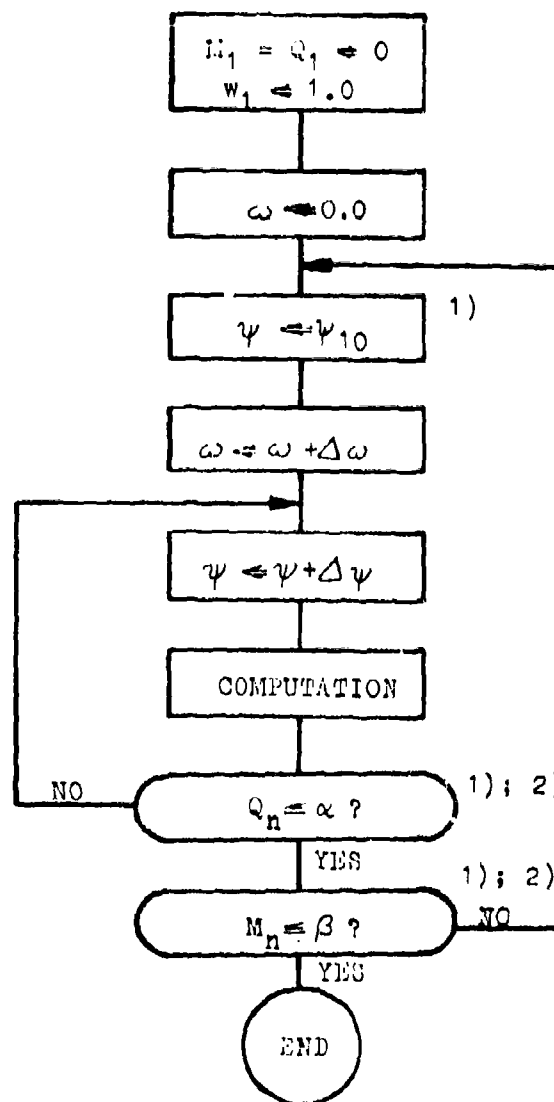 M₁ = Q₁ ⇐ 0
w₁ ⇐ 1.0
ω ⇐ 0.0
ψ ⇐ ψ₁₀
1)
ω ⇐ ω + Δω
ψ ⇐ ψ + Δψ
COMPUTATION
NO
Qₙ ≤ α ?
1); 2)
YES
1); 2)
Mₙ ≤ β ?
NO
YES
END